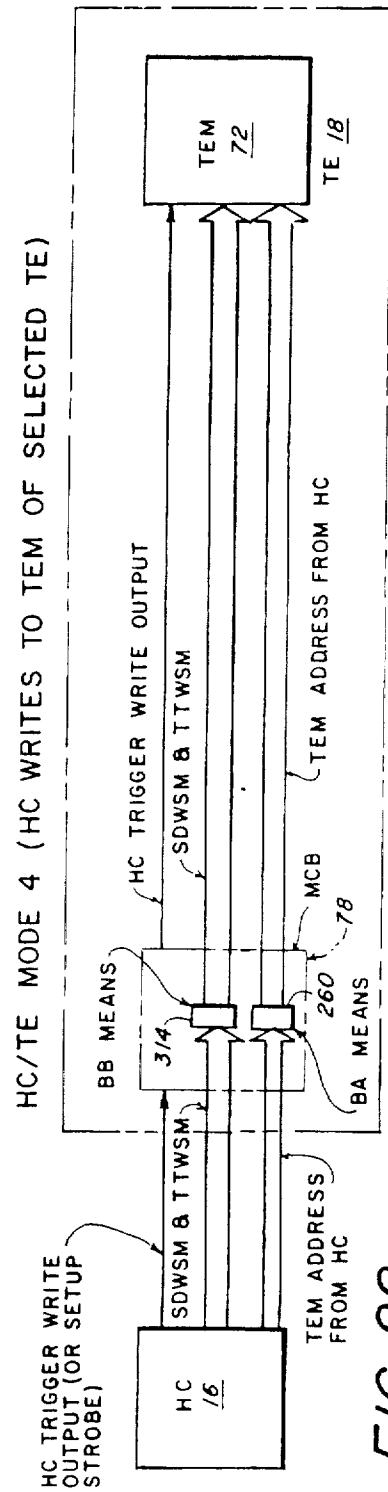 HC/TE MODE 4 (HC WRITES TO TEM OF SELECTED TE)
HC TRIGGER WRITE
OUTPUT (OR SETUP
STROBE)
HC
16
SDWSM & TTWSM
TEM ADDRESS
FROM HC
BB MEANS
314
260
BA MEANS
MCB
78
HC TRIGGER WRITE OUTPUT
SDWSM & TTWSM
TEM ADDRESS FROM HC
TEM
72
TE 18
FIG.